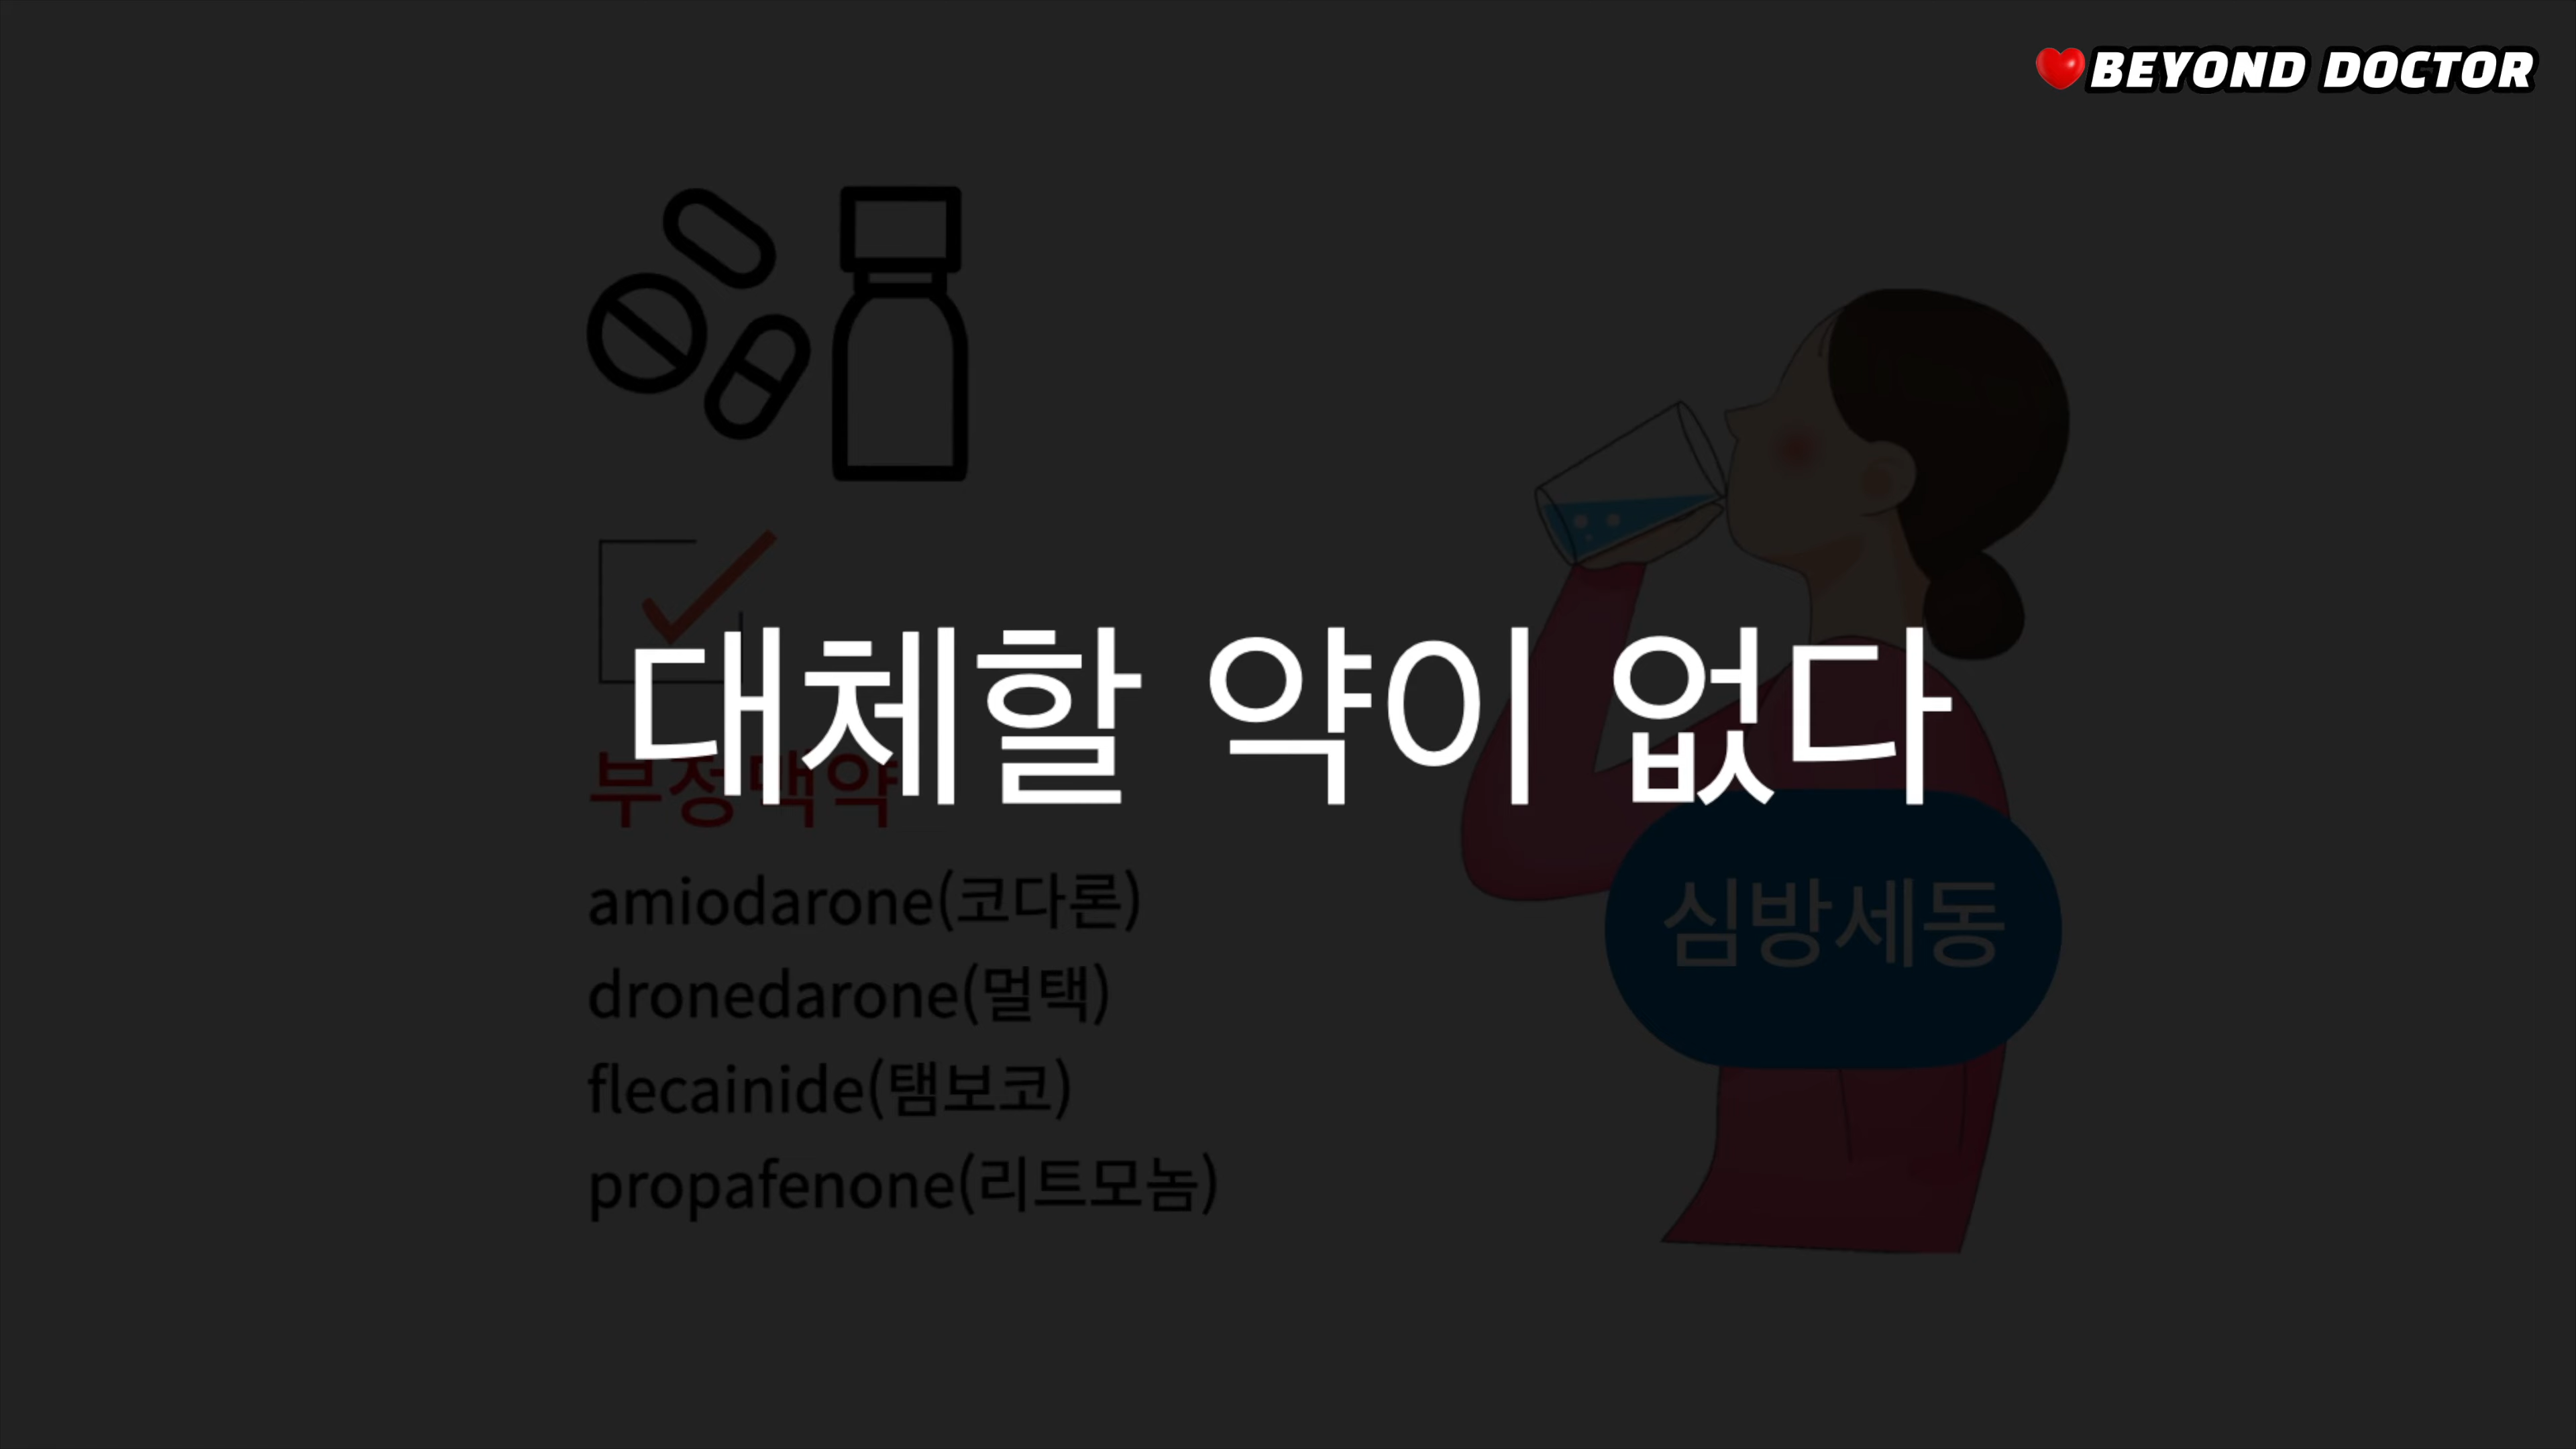 BEYOND DOCTOR
대체할 약이 없다
부정맥약
amiodarone(코다론)
dronedarone(멀택)
flecainide(탬보코)
propafenone(리트모놈)
심방세동